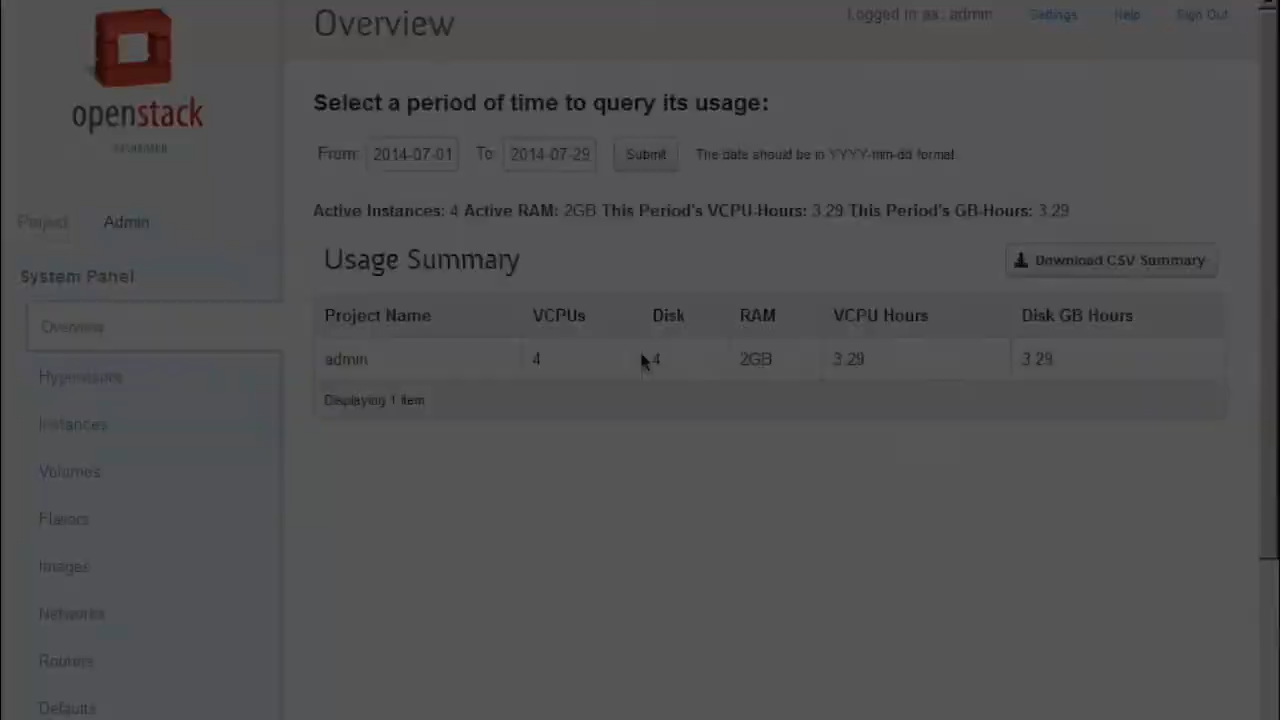 Overview
Logged in as: admin
Settings
Help
Sign Out
openstack
Select a period of time to query its usage:
From: 2014-07-01 To: 2014-07-29 Submit The date should be in YYYY-mm-dd format.
Active Instances: 4 Active RAM: 2GB This Period's VCPU-Hours: 3.29 This Period's GB-Hours: 3.29
Project
Admin
System Panel
Usage Summary
Download CSV Summary
Project Name VCPUs Disk RAM VCPU Hours Disk GB Hours
admin 4 4 2GB 3.29 3.29
Displaying 1 item
Overview
Hypervisors
Instances
Volumes
Flavors
Images
Networks
Routers
Defaults